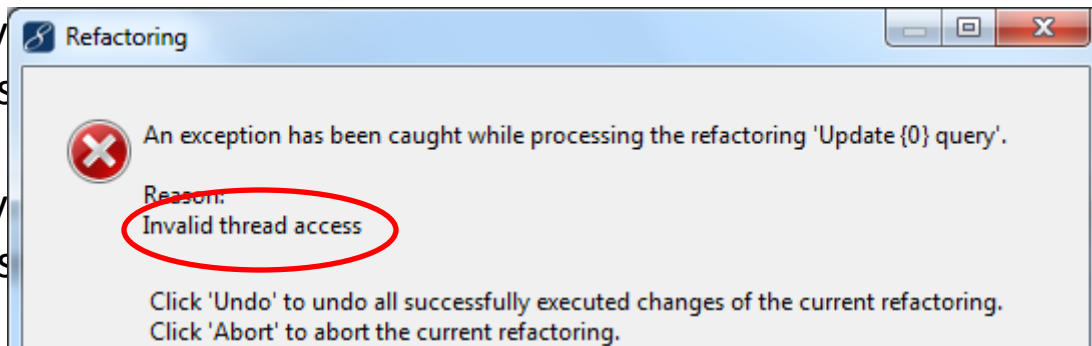 Refactoring
An exception has been caught while processing the refactoring 'Update {0} query'.
Reason:
Invalid thread access
Click 'Undo' to undo all successfully executed changes of the current refactoring.
Click 'Abort' to abort the current refactoring.